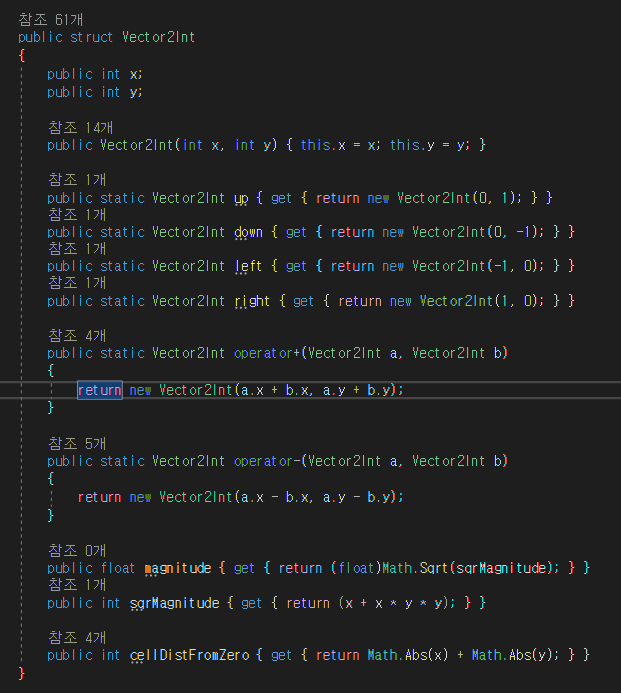 참조 61개
public struct Vector2Int
{
public int x;
public int y;
참조 14개
public Vector2Int(int x, int y) { this.x = x; this.y = y; }
참조 1개
public static Vector2Int up { get { return new Vector2Int(0, 1); } }
참조 1개
public static Vector2Int down { get { return new Vector2Int(0, -1); } }
참조 1개
public static Vector2Int left { get { return new Vector2Int(-1, 0); } }
참조 1개
public static Vector2Int right { get { return new Vector2Int(1, 0); } }
참조 4개
public static Vector2Int operator+(Vector2Int a, Vector2Int b)
{
return new Vector2Int(a.x + b.x, a.y + b.y);
}
참조 5개
public static Vector2Int operator-(Vector2Int a, Vector2Int b)
{
return new Vector2Int(a.x - b.x, a.y - b.y);
}
참조 0개
public float magnitude { get { return (float)Math.Sqrt(sqrMagnitude); } }
참조 1개
public int sqrMagnitude { get { return (x + x * y * y); } }
참조 4개
public int cellDistFromZero { get { return Math.Abs(x) + Math.Abs(y); } }
}